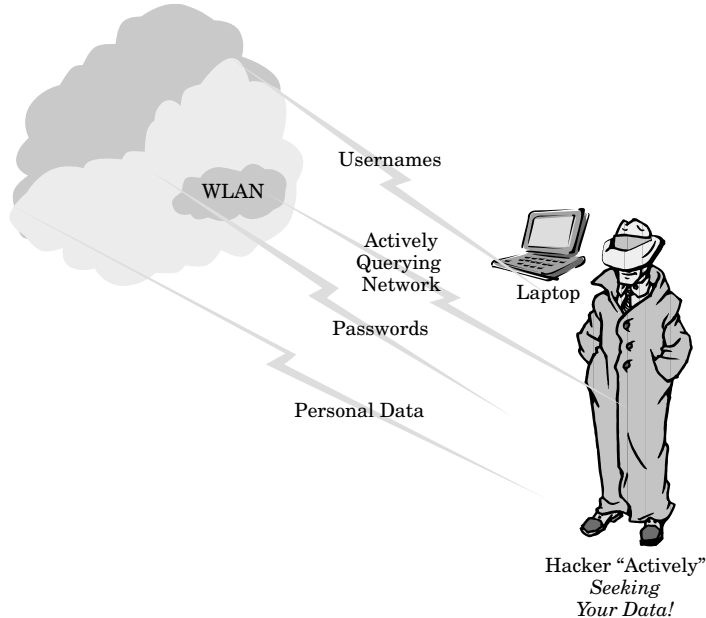 Usernames
WLAN
Actively
Querying
Network
Laptop
Passwords
Personal Data
Hacker “Actively”
Seeking
Your Data!